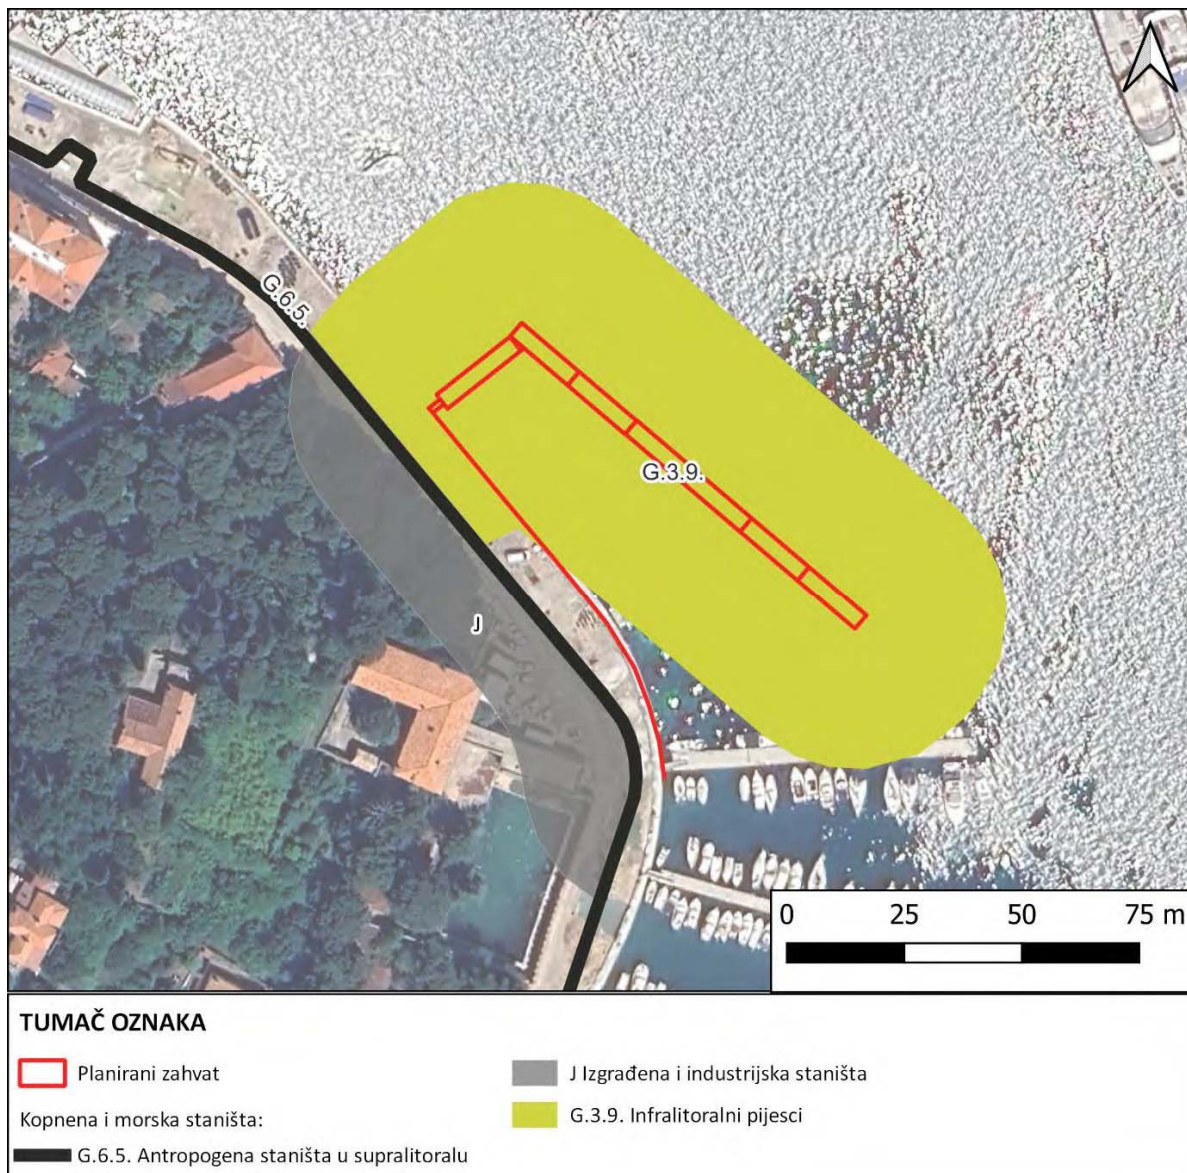 G.6.5.
G.3.9.
J
0 25 50 75 m
TUMAČ OZNAKA
Planirani zahvat
Kopnena i morska staništa:
G.6.5. Antropogena staništa u supralitoralu
J Izgrađena i industrijska staništa
G.3.9. Infralitoralni pijesci